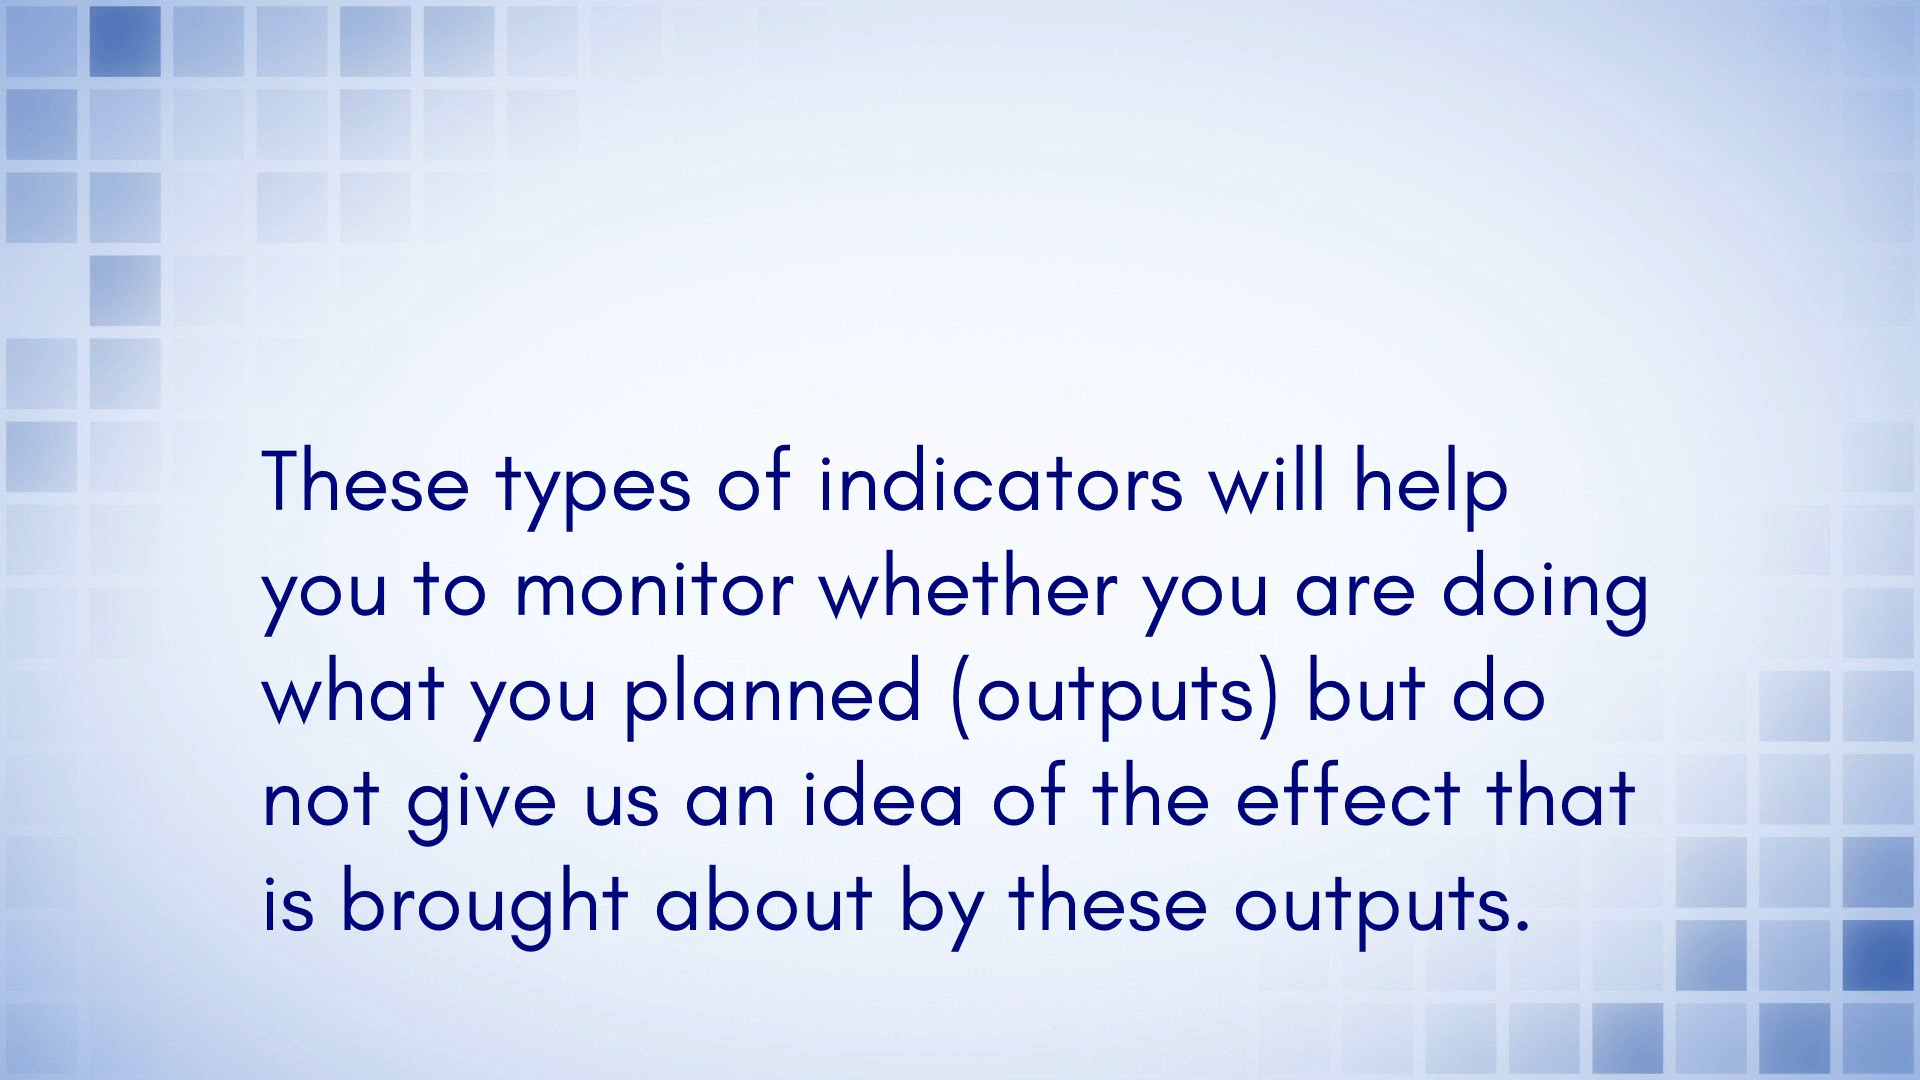 These types of indicators will help
you to monitor whether you are doing
what you planned (outputs) but do
not give us an idea of the effect that
is brought about by these outputs.